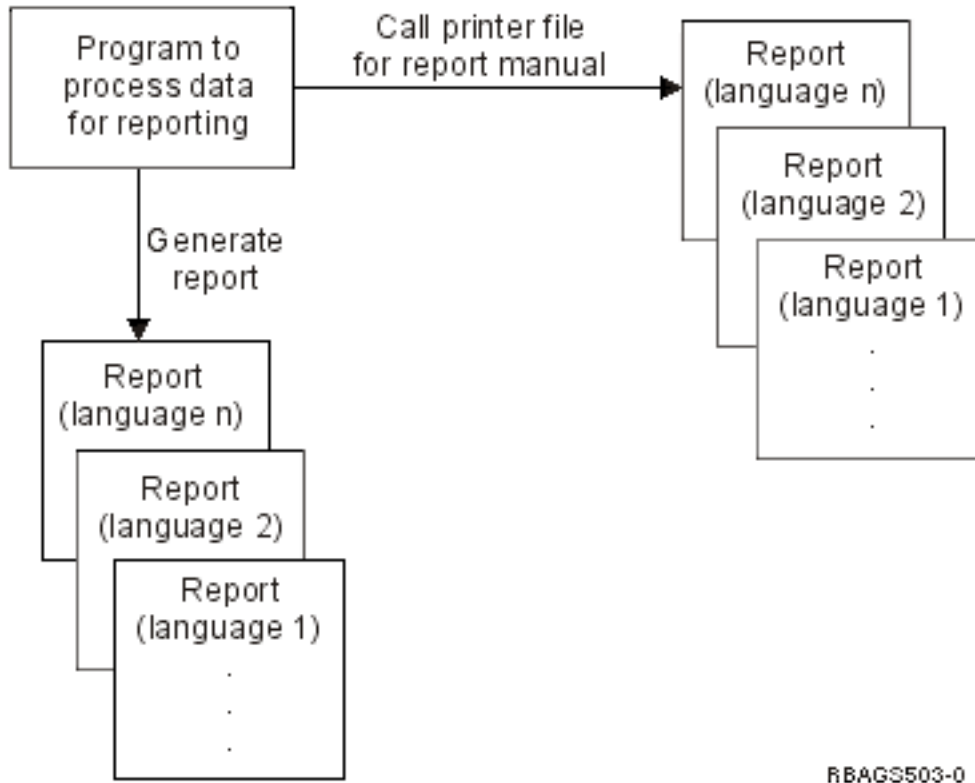 Program to
process data
for reporting
Call printer file
for report manual
Report
(language n)
Report
(language 2)
Report
(language 1)
.
.
.
Generate
report
Report
(language n)
Report
(language 2)
Report
(language 1)
.
.
.
RBAGS503-0